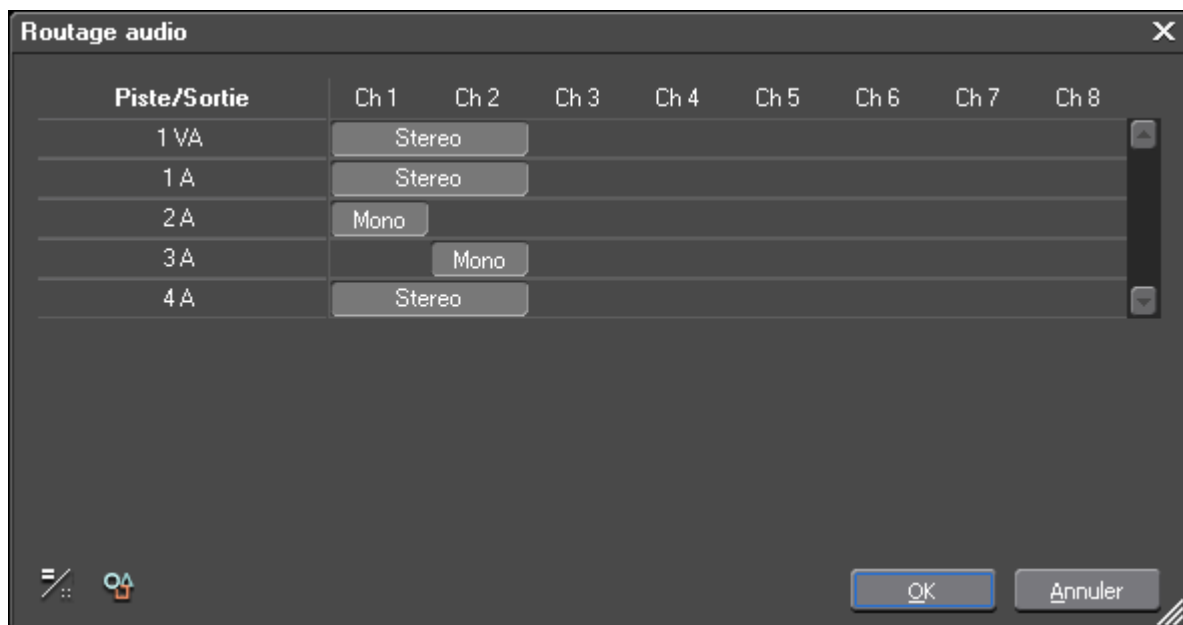 Routage audio
Piste/Sortie Ch 1 Ch 2 Ch 3 Ch 4 Ch 5 Ch 6 Ch 7 Ch 8
1 VA Stereo
1 A Stereo
2 A Mono
3 A Mono
4 A Stereo
OK Annuler